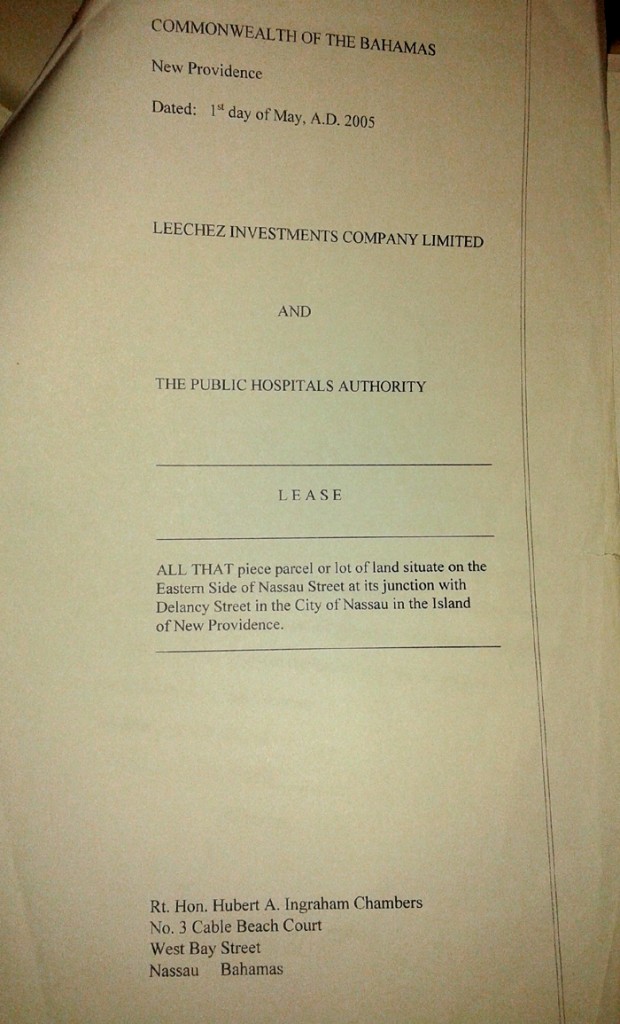 COMMONWEALTH OF THE BAHAMAS
New Providence
Dated: 1st day of May, A.D. 2005
LEECHEZ INVESTMENTS COMPANY LIMITED
AND
THE PUBLIC HOSPITALS AUTHORITY
L E A S E
ALL THAT piece parcel or lot of land situate on the
Eastern Side of Nassau Street at its junction with
Delancy Street in the City of Nassau in the Island
of New Providence.
Rt. Hon. Hubert A. Ingraham Chambers
No. 3 Cable Beach Court
West Bay Street
Nassau Bahamas